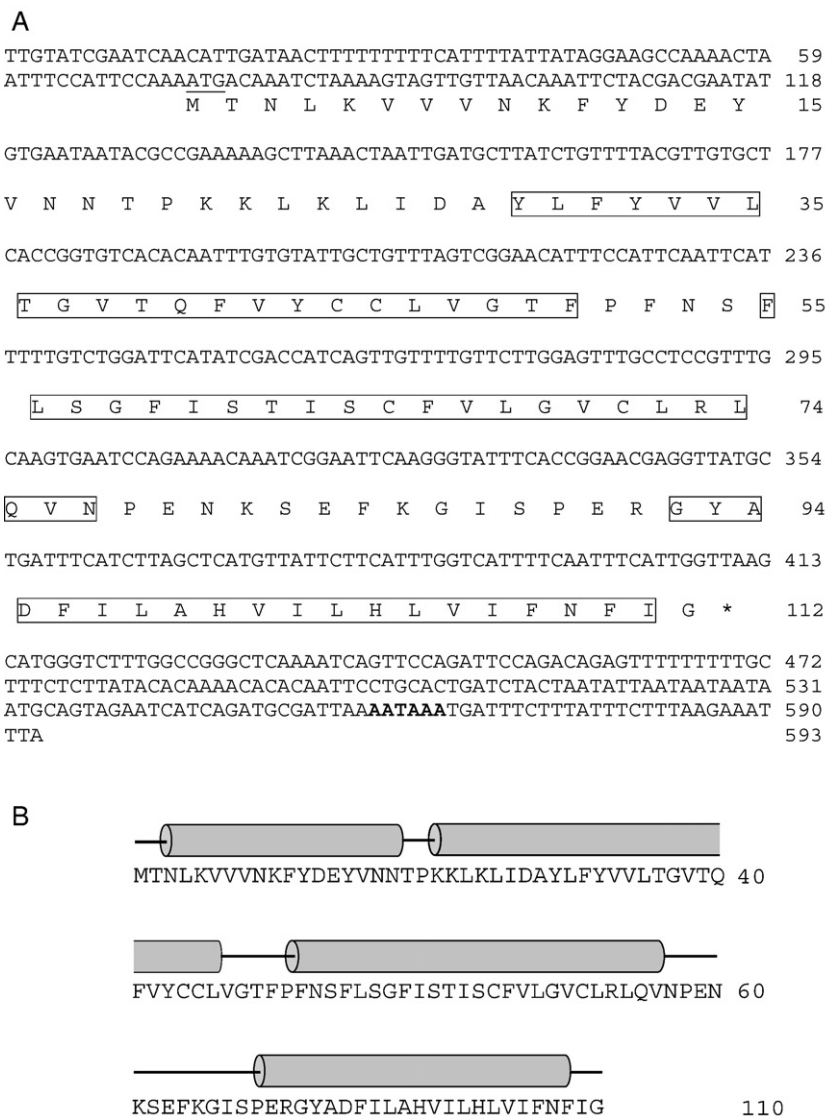 A
TTGTATCGAATCAACATTGATAACTTTTTTTTTTCATTTTATTATAGGAAGCCAAAACTA 59
ATTTCCATTCCAAAATGACAAATCTAAAAGTAGTTGTTAACAAATTCTACGACGAATAT 118
M T N L K V V V N K F Y D E Y 15
GTGAATAATACGCCGAAAAAGCTTAAACTAATTGATGCTTATCTGTTTTACGTTGTGCT 177
V N N T P K K L K L I D A Y L F Y V V L 35
CACCGGTGTCACACAATTTGTGTATTGCTGTTTAGTCGGAACATTTCCATTCAATTCAT 236
T G V T Q F V Y C C L V G T F P F N S F 55
TTTTGTCTGGATTCATATCGACCATCAGTTGTTTTGTTCTTGGAGTTTGCCTCCGTTTG 295
L S G F I S T I S C F V L G V C L R L 74
CAAGTGAATCCAGAAAACAAATCGGAATTCAAGGGTATTTCACCGGAACGAGGTTATGC 354
Q V N P E N K S E F K G I S P E R G Y A 94
TGATTTCATCTTAGCTCATGTTATTCTTCATTTGGTCATTTTCAATTTCATTGGTTAAG 413
D F I L A H V I L H L V I F N F I G * 112
CATGGGTCTTTGGCCGGGCTCAAAATCAGTTCCAGATTCCAGACAGAGTTTTTTTTTGC 472
TTTCTCTTATACACAAAACACACAATTCCTGCACTGATCTACTAATATTAATAATAATA 531
ATGCAGTAGAATCATCAGATGCGATTAAAATAAATGATTTCTTTATTTCTTTAAGAAAT 590
TTA 593
B
MTNLKVVVNKFYDEYVNNTPKKLKLIDAYLFYVVLTGVTQ 40
FVYCCLVGTFPFNSFLSGFISTISCFVLGVCLRLQVNPEN 60
KSEFKGISPERGYADFILAHVILHLVIFNFIG 110